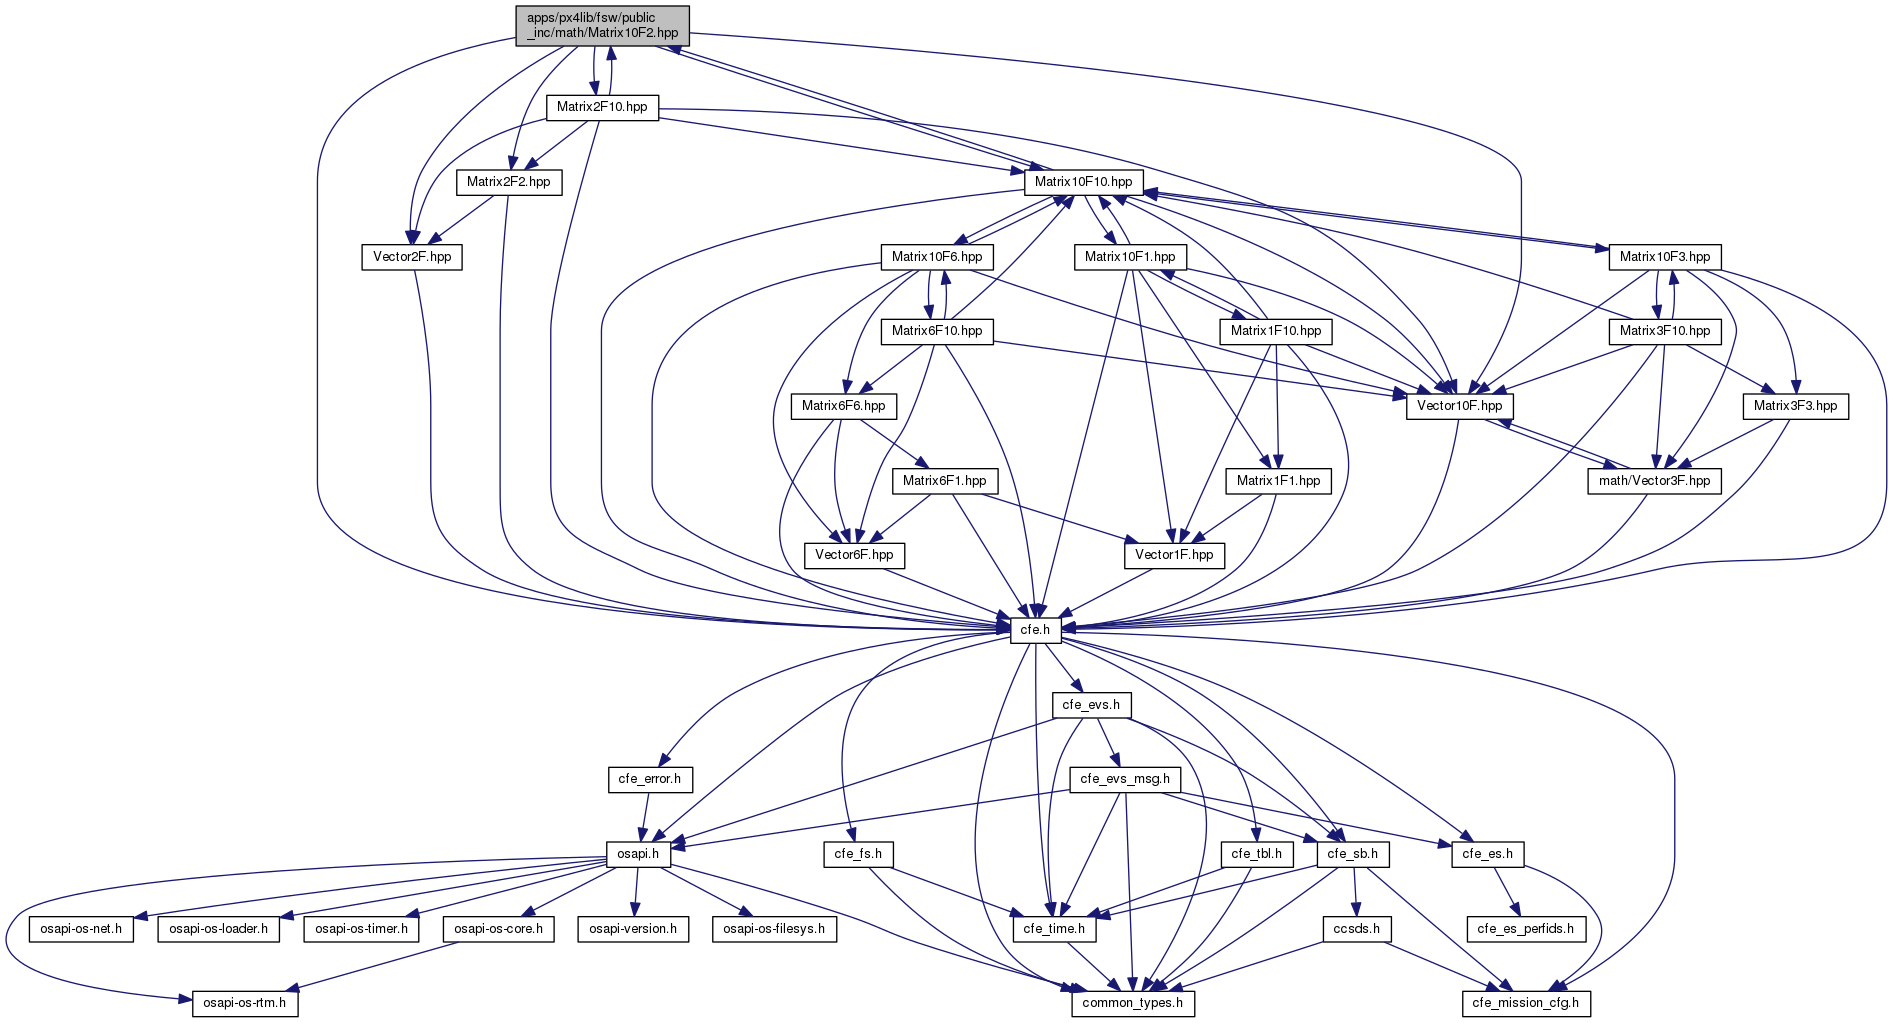 apps/px4lib/fsw/public
_inc/math/Matrix10F2.hpp
Matrix2F10.hpp
Matrix2F2.hpp
Matrix10F10.hpp
Vector2F.hpp
Matrix10F6.hpp
Matrix10F1.hpp
Matrix10F3.hpp
Matrix6F10.hpp
Matrix1F10.hpp
Matrix3F10.hpp
Matrix6F6.hpp
Vector10F.hpp
Matrix3F3.hpp
Matrix6F1.hpp
Matrix1F1.hpp
math/Vector3F.hpp
Vector6F.hpp
Vector1F.hpp
cfe.h
cfe_evs.h
cfe_error.h
cfe_evs_msg.h
osapi.h
cfe_fs.h
cfe_tbl.h
cfe_sb.h
cfe_es.h
osapi-os-net.h
osapi-os-loader.h
osapi-os-timer.h
osapi-os-core.h
osapi-version.h
osapi-os-filesys.h
cfe_time.h
ccsds.h
cfe_es_perfids.h
osapi-os-rtm.h
common_types.h
cfe_mission_cfg.h